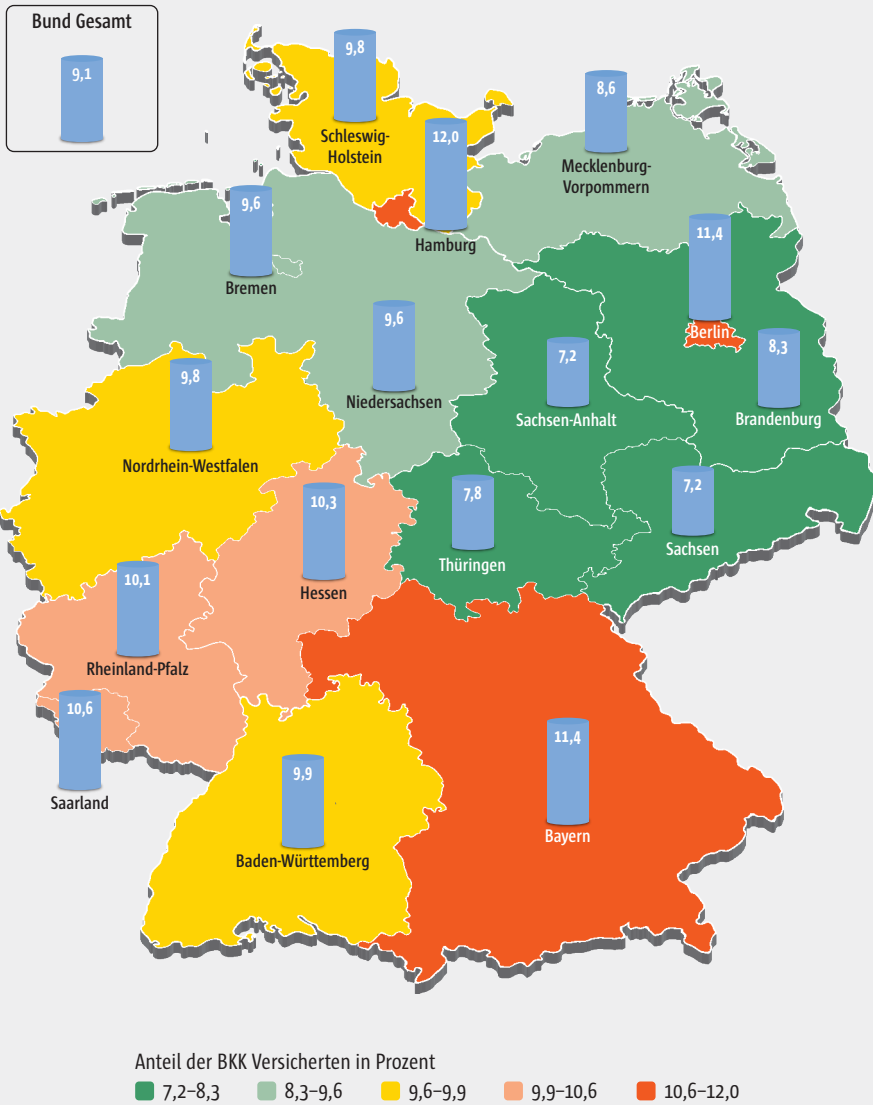 Bund Gesamt
9,1
9,8
Schleswig-
Holstein
12,0
Hamburg
8,6
Mecklenburg-
Vorpommern
9,6
Bremen
11,4
Berlin
9,6
Niedersachsen
7,2
Sachsen-Anhalt
8,3
Brandenburg
9,8
Nordrhein-Westfalen
10,3
Hessen
7,8
Thüringen
7,2
Sachsen
10,1
Rheinland-Pfalz
10,6
Saarland
9,9
Baden-Württemberg
11,4
Bayern
Anteil der BKK Versicherten in Prozent
7,2–8,3 8,3–9,6 9,6–9,9 9,9–10,6 10,6–12,0